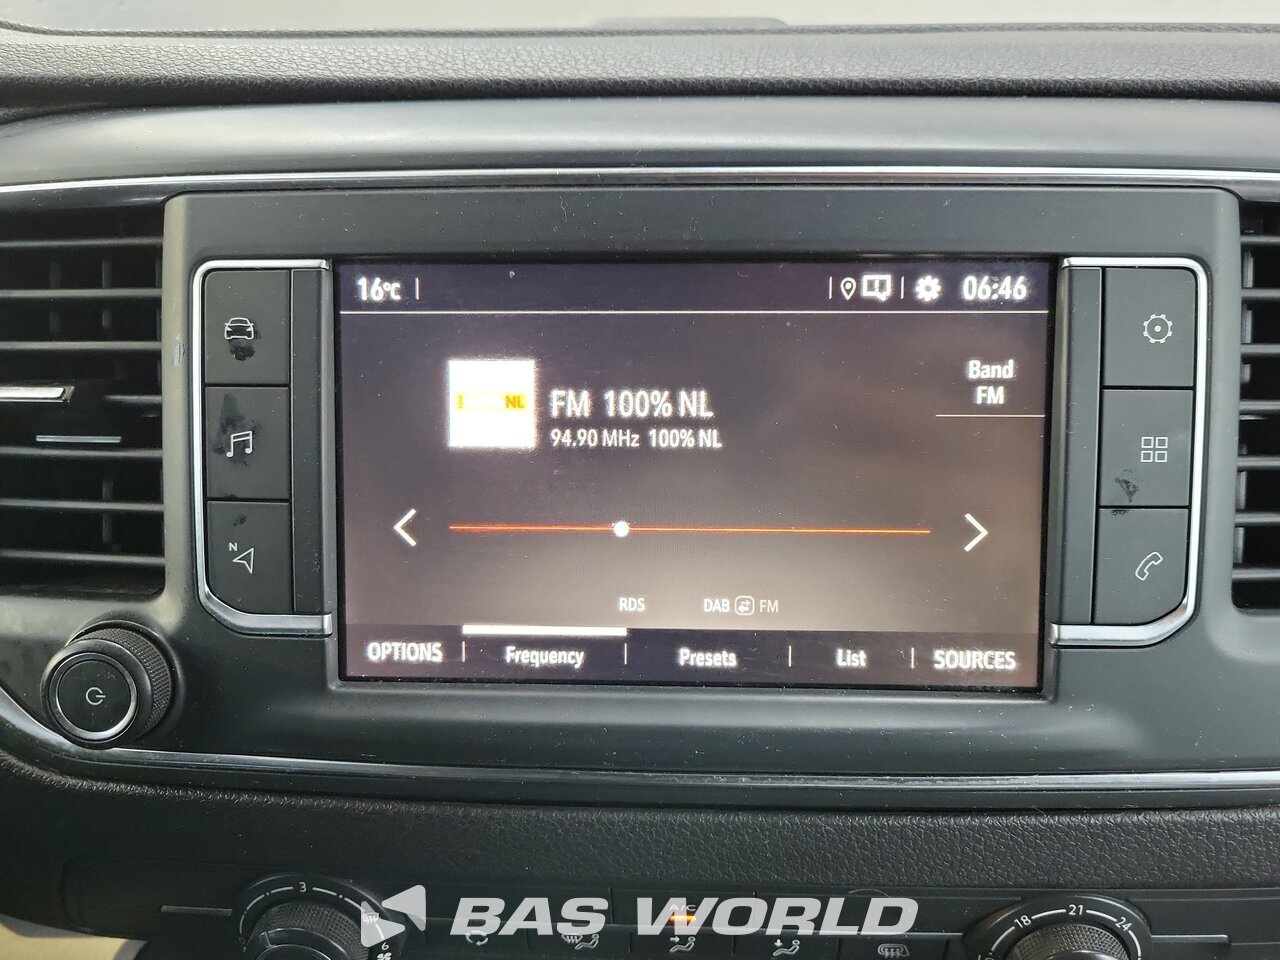 16°C
06:46
Band
FM
NL
FM 100% NL
94.90 MHz 100% NL
N
RDS DAB FM
OPTIONS Frequency Presets List SOURCES
3
6
A/C
18 21 24
BAS WORLD